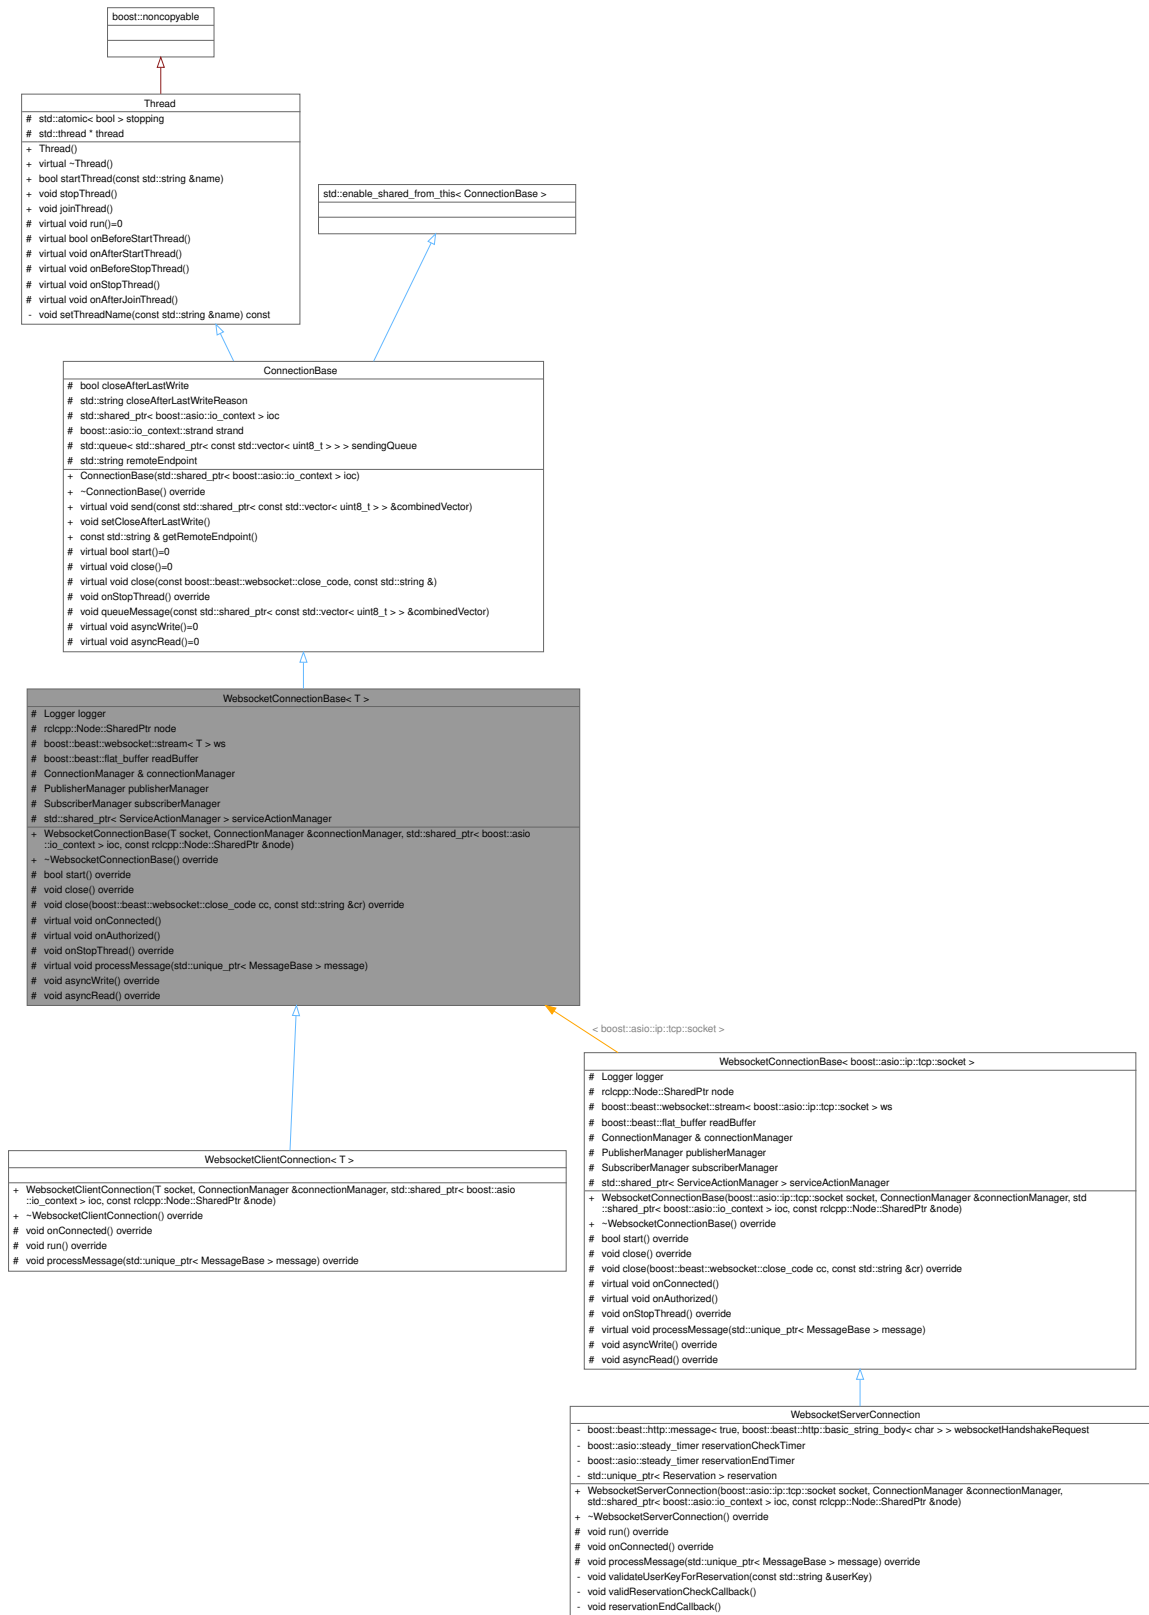 boost::noncopyable
Thread
# std::atomic< bool > stopping
# std::thread * thread
+ Thread()
+ virtual ~Thread()
+ bool startThread(const std::string &name)
+ void stopThread()
+ void joinThread()
# virtual void run()=0
# virtual bool onBeforeStartThread()
# virtual void onAfterStartThread()
# virtual void onBeforeStopThread()
# virtual void onStopThread()
# virtual void onAfterJoinThread()
- void setThreadName(const std::string &name) const
std::enable_shared_from_this< ConnectionBase >
ConnectionBase
# bool closeAfterLastWrite
# std::string closeAfterLastWriteReason
# std::shared_ptr< boost::asio::io_context > ioc
# boost::asio::io_context::strand strand
# std::queue< std::shared_ptr< const std::vector< uint8_t > > > sendingQueue
# std::string remoteEndpoint
+ ConnectionBase(std::shared_ptr< boost::asio::io_context > ioc)
+ ~ConnectionBase() override
+ virtual void send(const std::shared_ptr< const std::vector< uint8_t > > &combinedVector)
+ void setCloseAfterLastWrite()
+ const std::string & getRemoteEndpoint()
# virtual bool start()=0
# virtual void close()=0
# virtual void close(const boost::beast::websocket::close_code, const std::string &)
# void onStopThread() override
# void queueMessage(const std::shared_ptr< const std::vector< uint8_t > > &combinedVector)
# virtual void asyncWrite()=0
# virtual void asyncRead()=0
WebsocketConnectionBase< T >
# Logger logger
# rclcpp::Node::SharedPtr node
# boost::beast::websocket::stream< T > ws
# boost::beast::flat_buffer readBuffer
# ConnectionManager & connectionManager
# PublisherManager publisherManager
# SubscriberManager subscriberManager
# std::shared_ptr< ServiceActionManager > serviceActionManager
+ WebsocketConnectionBase(T socket, ConnectionManager &connectionManager, std::shared_ptr< boost::asio
::io_context > ioc, const rclcpp::Node::SharedPtr &node)
+ ~WebsocketConnectionBase() override
# bool start() override
# void close() override
# void close(boost::beast::websocket::close_code cc, const std::string &cr) override
# virtual void onConnected()
# virtual void onAuthorized()
# void onStopThread() override
# virtual void processMessage(std::unique_ptr< MessageBase > message)
# void asyncWrite() override
# void asyncRead() override
< boost::asio::ip::tcp::socket >
WebsocketConnectionBase< boost::asio::ip::tcp::socket >
# Logger logger
# rclcpp::Node::SharedPtr node
# boost::beast::websocket::stream< boost::asio::ip::tcp::socket > ws
# boost::beast::flat_buffer readBuffer
# ConnectionManager & connectionManager
# PublisherManager publisherManager
# SubscriberManager subscriberManager
# std::shared_ptr< ServiceActionManager > serviceActionManager
+ WebsocketConnectionBase(boost::asio::ip::tcp::socket socket, ConnectionManager &connectionManager, std
::shared_ptr< boost::asio::io_context > ioc, const rclcpp::Node::SharedPtr &node)
+ ~WebsocketConnectionBase() override
# bool start() override
# void close() override
# void close(boost::beast::websocket::close_code cc, const std::string &cr) override
# virtual void onConnected()
# virtual void onAuthorized()
# void onStopThread() override
# virtual void processMessage(std::unique_ptr< MessageBase > message)
# void asyncWrite() override
# void asyncRead() override
WebsocketClientConnection< T >
+ WebsocketClientConnection(T socket, ConnectionManager &connectionManager, std::shared_ptr< boost::asio
::io_context > ioc, const rclcpp::Node::SharedPtr &node)
+ ~WebsocketClientConnection() override
# void onConnected() override
# void run() override
# void processMessage(std::unique_ptr< MessageBase > message) override
WebsocketServerConnection
- boost::beast::http::message< true, boost::beast::http::basic_string_body< char > > websocketHandshakeRequest
- boost::asio::steady_timer reservationCheckTimer
- boost::asio::steady_timer reservationEndTimer
- std::unique_ptr< Reservation > reservation
+ WebsocketServerConnection(boost::asio::ip::tcp::socket socket, ConnectionManager &connectionManager,
std::shared_ptr< boost::asio::io_context > ioc, const rclcpp::Node::SharedPtr &node)
+ ~WebsocketServerConnection() override
# void run() override
# void onConnected() override
# void processMessage(std::unique_ptr< MessageBase > message) override
- void validateUserKeyForReservation(const std::string &userKey)
- void validReservationCheckCallback()
- void reservationEndCallback()